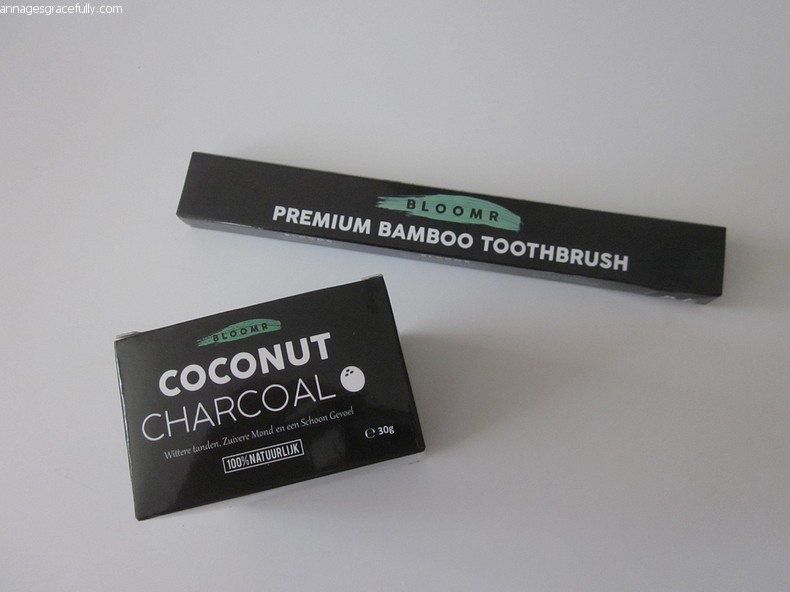 annagesgracefully.com
BLOOMR
PREMIUM BAMBOO TOOTHBRUSH
BLOOMR
COCONUT
CHARCOAL
Wittere tanden, Zuivere Mond en een Schoon Gevoel
℮ 30g
100% NATUURLIJK